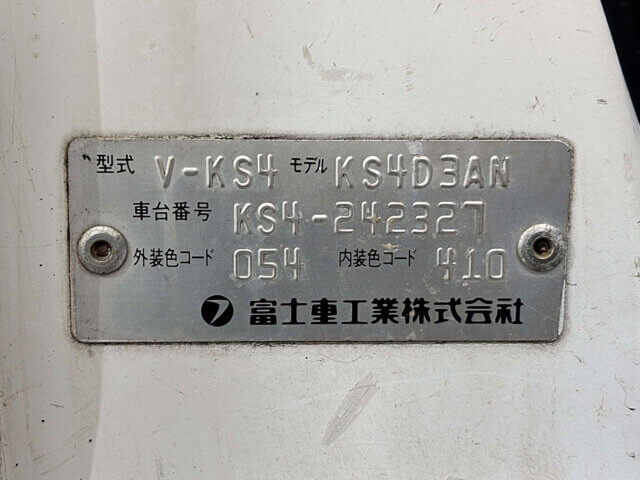 型式 V-KS4 モデル KS4D3AN
車台番号 KS4-242327
外装色コード 054 内装色コード 410
フ 富士重工業株式会社